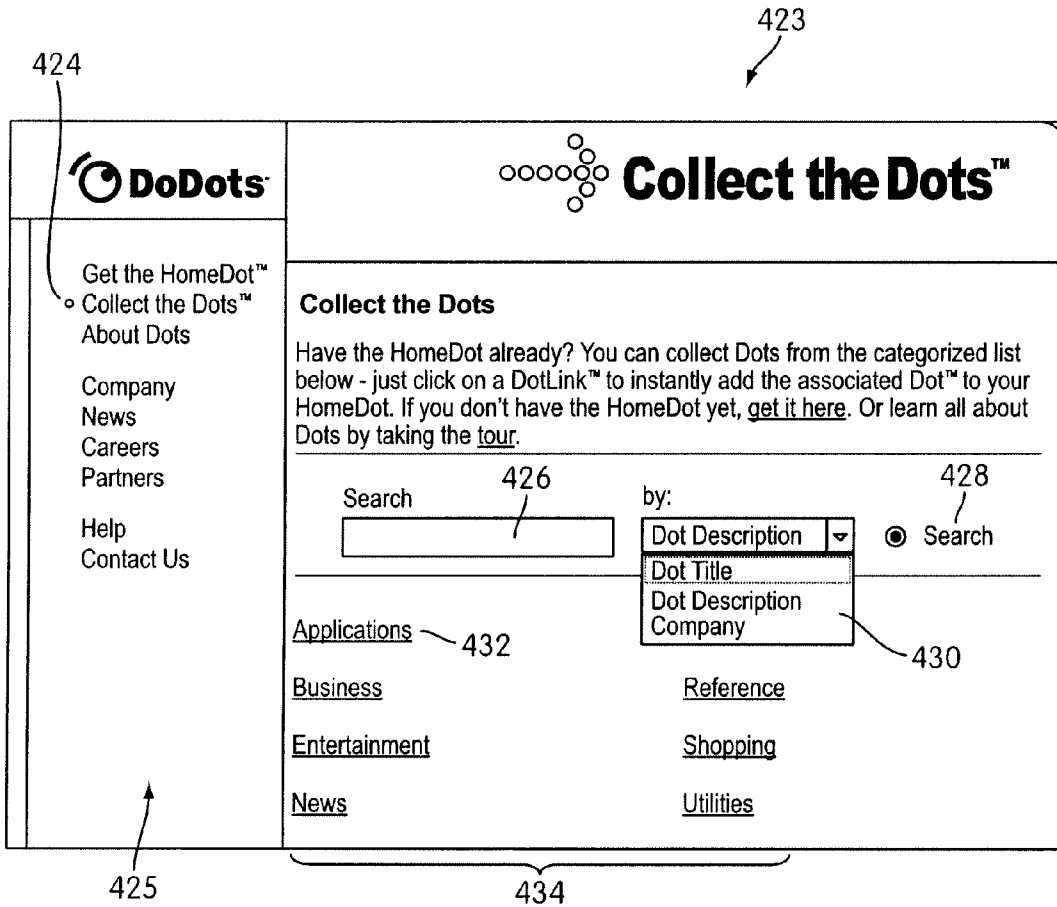 423
424
DoDots
Collect the Dots™
Get the HomeDot™
Collect the Dots™
About Dots
Company
News
Careers
Partners
Help
Contact Us
Collect the Dots
Have the HomeDot already? You can collect Dots from the categorized list
below - just click on a DotLink™ to instantly add the associated Dot™ to your
HomeDot. If you don't have the HomeDot yet, get it here. Or learn all about
Dots by taking the tour.
Search
426
by:
428
Dot Description
Search
Dot Title
Dot Description
Company
430
Applications
432
Business
Reference
Entertainment
Shopping
News
Utilities
425
434